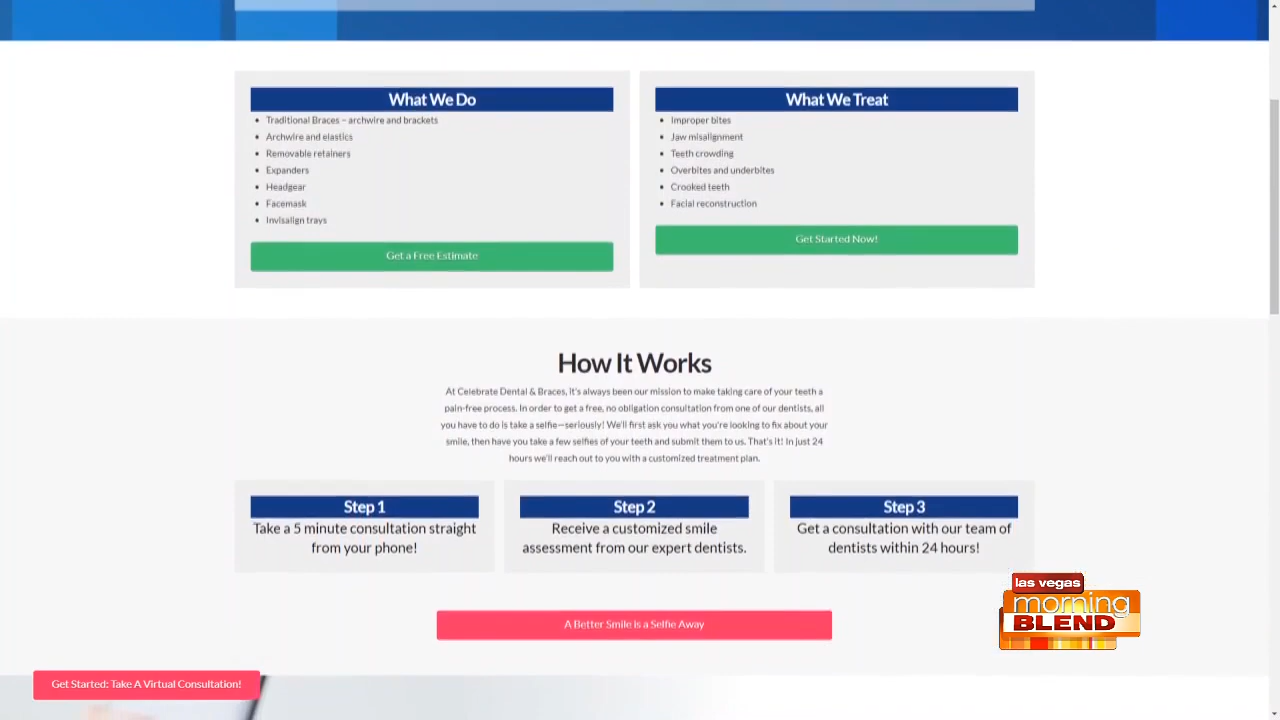 What We Do
Traditional Braces – archwire and brackets
Archwire and elastics
Removable retainers
Expanders
Headgear
Facemask
Invisalign trays
Get a Free Estimate
What We Treat
Improper bites
Jaw misalignment
Teeth crowding
Overbites and underbites
Crooked teeth
Facial reconstruction
Get Started Now!
How It Works
At Celebrate Dental & Braces, it's always been our mission to make taking care of your teeth a
pain-free process. In order to get a free, no obligation consultation from one of our dentists, all
you have to do is take a selfie—seriously! We'll first ask you what you're looking to fix about your
smile, then have you take a few selfies of your teeth and submit them to us. That's it! In just 24
hours we'll reach out to you with a customized treatment plan.
Step 1
Take a 5 minute consultation straight
from your phone!
Step 2
Receive a customized smile
assessment from our expert dentists.
Step 3
Get a consultation with our team of
dentists within 24 hours!
A Better Smile is a Selfie Away
las vegas
morning
BLEND
Get Started: Take A Virtual Consultation!